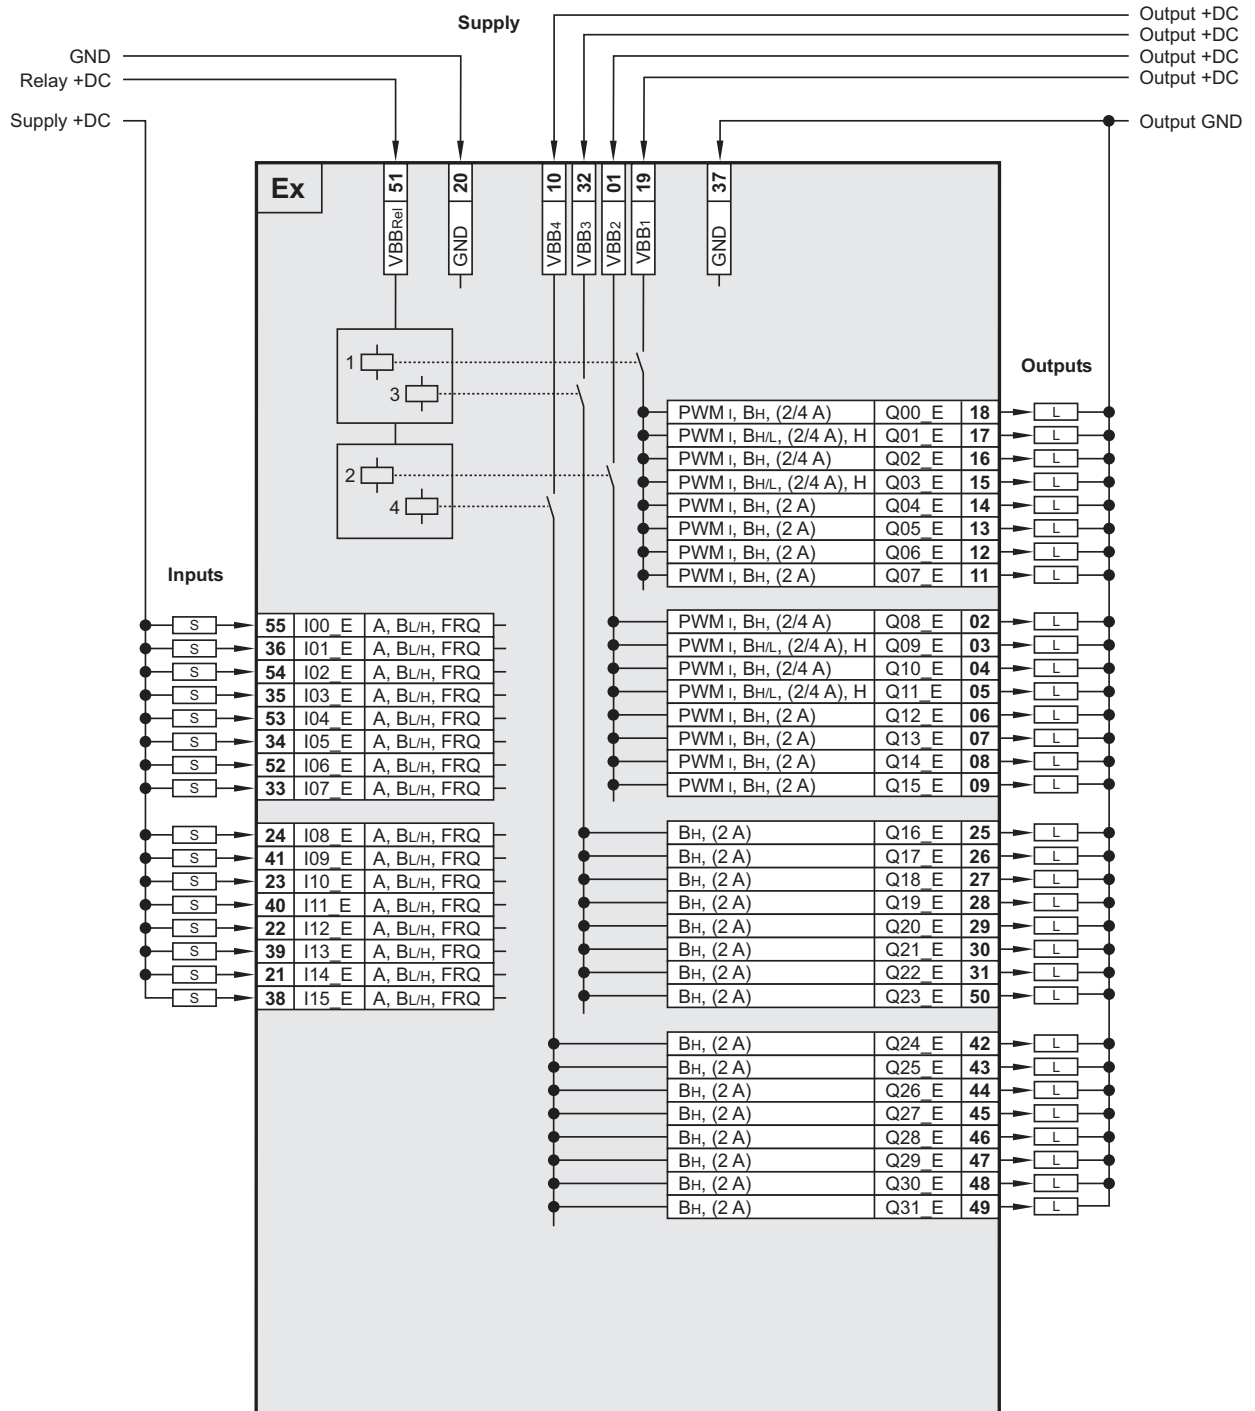 Supply
Output +DC
Output +DC
GND
Output +DC
Relay +DC
Output +DC
Supply +DC
Output GND
Ex
51 VBBRel
20 GND
10 VBB4
32 VBB3
01 VBB2
19 VBB1
37 GND
1
3
2
4
Outputs
PWM I, BH, (2/4 A) Q00_E 18 L
PWM I, BH/L, (2/4 A), H Q01_E 17 L
PWM I, BH, (2/4 A) Q02_E 16 L
PWM I, BH/L, (2/4 A), H Q03_E 15 L
PWM I, BH, (2 A) Q04_E 14 L
PWM I, BH, (2 A) Q05_E 13 L
PWM I, BH, (2 A) Q06_E 12 L
PWM I, BH, (2 A) Q07_E 11 L
Inputs
S 55 I00_E A, BL/H, FRQ
S 36 I01_E A, BL/H, FRQ
S 54 I02_E A, BL/H, FRQ
S 35 I03_E A, BL/H, FRQ
S 53 I04_E A, BL/H, FRQ
S 34 I05_E A, BL/H, FRQ
S 52 I06_E A, BL/H, FRQ
S 33 I07_E A, BL/H, FRQ
PWM I, BH, (2/4 A) Q08_E 02 L
PWM I, BH/L, (2/4 A), H Q09_E 03 L
PWM I, BH, (2/4 A) Q10_E 04 L
PWM I, BH/L, (2/4 A), H Q11_E 05 L
PWM I, BH, (2 A) Q12_E 06 L
PWM I, BH, (2 A) Q13_E 07 L
PWM I, BH, (2 A) Q14_E 08 L
PWM I, BH, (2 A) Q15_E 09 L
S 24 I08_E A, BL/H, FRQ
S 41 I09_E A, BL/H, FRQ
S 23 I10_E A, BL/H, FRQ
S 40 I11_E A, BL/H, FRQ
S 22 I12_E A, BL/H, FRQ
S 39 I13_E A, BL/H, FRQ
S 21 I14_E A, BL/H, FRQ
S 38 I15_E A, BL/H, FRQ
BH, (2 A) Q16_E 25 L
BH, (2 A) Q17_E 26 L
BH, (2 A) Q18_E 27 L
BH, (2 A) Q19_E 28 L
BH, (2 A) Q20_E 29 L
BH, (2 A) Q21_E 30 L
BH, (2 A) Q22_E 31 L
BH, (2 A) Q23_E 50 L
BH, (2 A) Q24_E 42 L
BH, (2 A) Q25_E 43 L
BH, (2 A) Q26_E 44 L
BH, (2 A) Q27_E 45 L
BH, (2 A) Q28_E 46 L
BH, (2 A) Q29_E 47 L
BH, (2 A) Q30_E 48 L
BH, (2 A) Q31_E 49 L